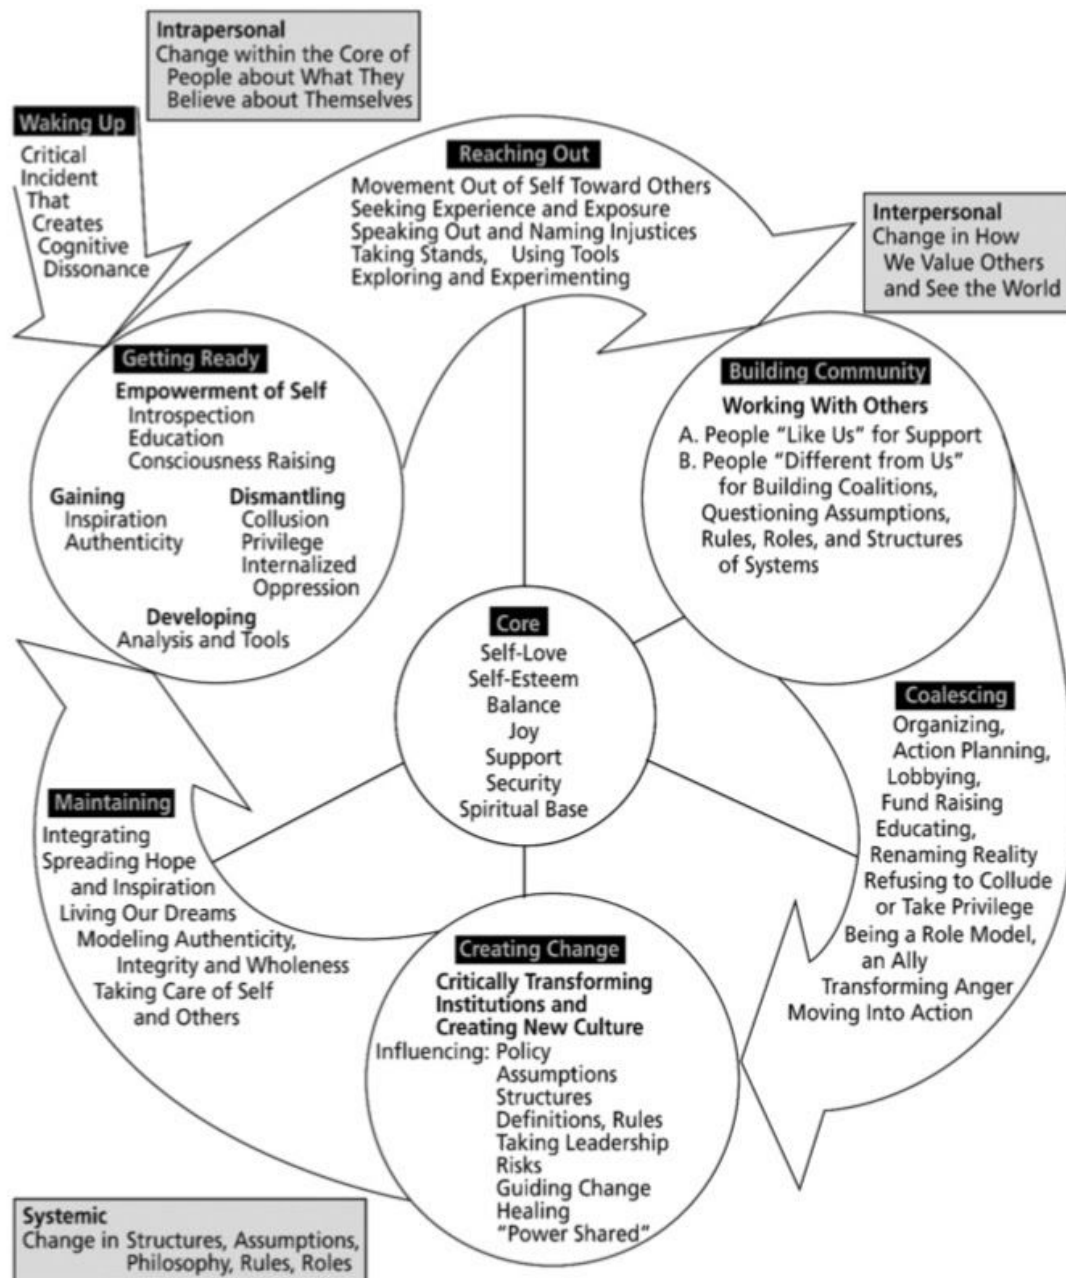 Intrapersonal
Change within the Core of
People about What They
Believe about Themselves
Waking Up
Critical
Incident
That
Creates
Cognitive
Dissonance
Reaching Out
Movement Out of Self Toward Others
Seeking Experience and Exposure
Speaking Out and Naming Injustices
Taking Stands, Using Tools
Exploring and Experimenting
Interpersonal
Change in How
We Value Others
and See the World
Getting Ready
Empowerment of Self
Introspection
Education
Consciousness Raising
Gaining
Inspiration
Authenticity
Dismantling
Collusion
Privilege
Internalized
Oppression
Developing
Analysis and Tools
Building Community
Working With Others
A. People “Like Us” for Support
B. People “Different from Us”
for Building Coalitions,
Questioning Assumptions,
Rules, Roles, and Structures
of Systems
Core
Self-Love
Self-Esteem
Balance
Joy
Support
Security
Spiritual Base
Coalescing
Organizing,
Action Planning,
Lobbying,
Fund Raising
Educating,
Renaming Reality
Refusing to Collude
or Take Privilege
Being a Role Model,
an Ally
Transforming Anger
Moving Into Action
Maintaining
Integrating
Spreading Hope
and Inspiration
Living Our Dreams
Modeling Authenticity,
Integrity and Wholeness
Taking Care of Self
and Others
Creating Change
Critically Transforming
Institutions and
Creating New Culture
Influencing: Policy
Assumptions
Structures
Definitions, Rules
Taking Leadership
Risks
Guiding Change
Healing
“Power Shared”
Systemic
Change in Structures, Assumptions,
Philosophy, Rules, Roles